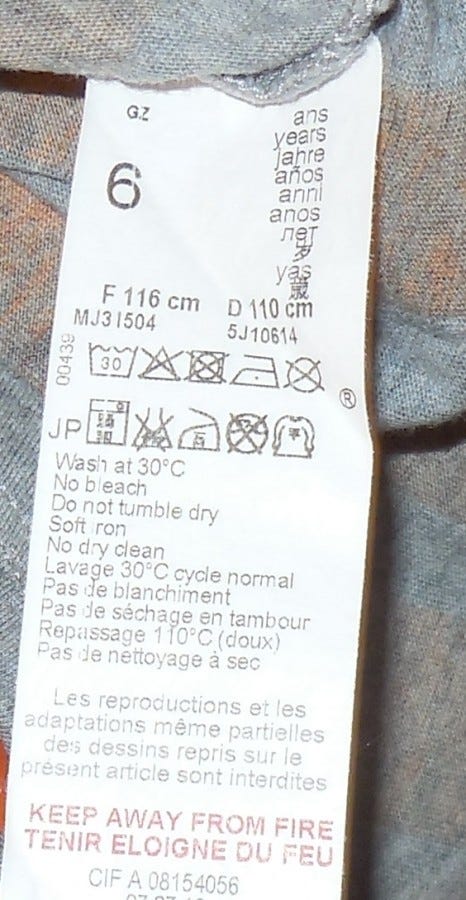 G.Z
6
ans
years
jahre
años
anni
anos
лет
岁
yas
歳
F 116 cm D 110 cm
MJ31504 5J10614
00439
30
®
JP
Wash at 30°C
No bleach
Do not tumble dry
Soft iron
No dry clean
Lavage 30°C cycle normal
Pas de blanchiment
Pas de séchage en tambour
Repassage 110°C (doux)
Pas de nettoyage à sec
Les reproductions et les
adaptations même partielles
des dessins repris sur le
présent article sont interdites
KEEP AWAY FROM FIRE
TENIR ELOIGNE DU FEU
CIF A 08154056